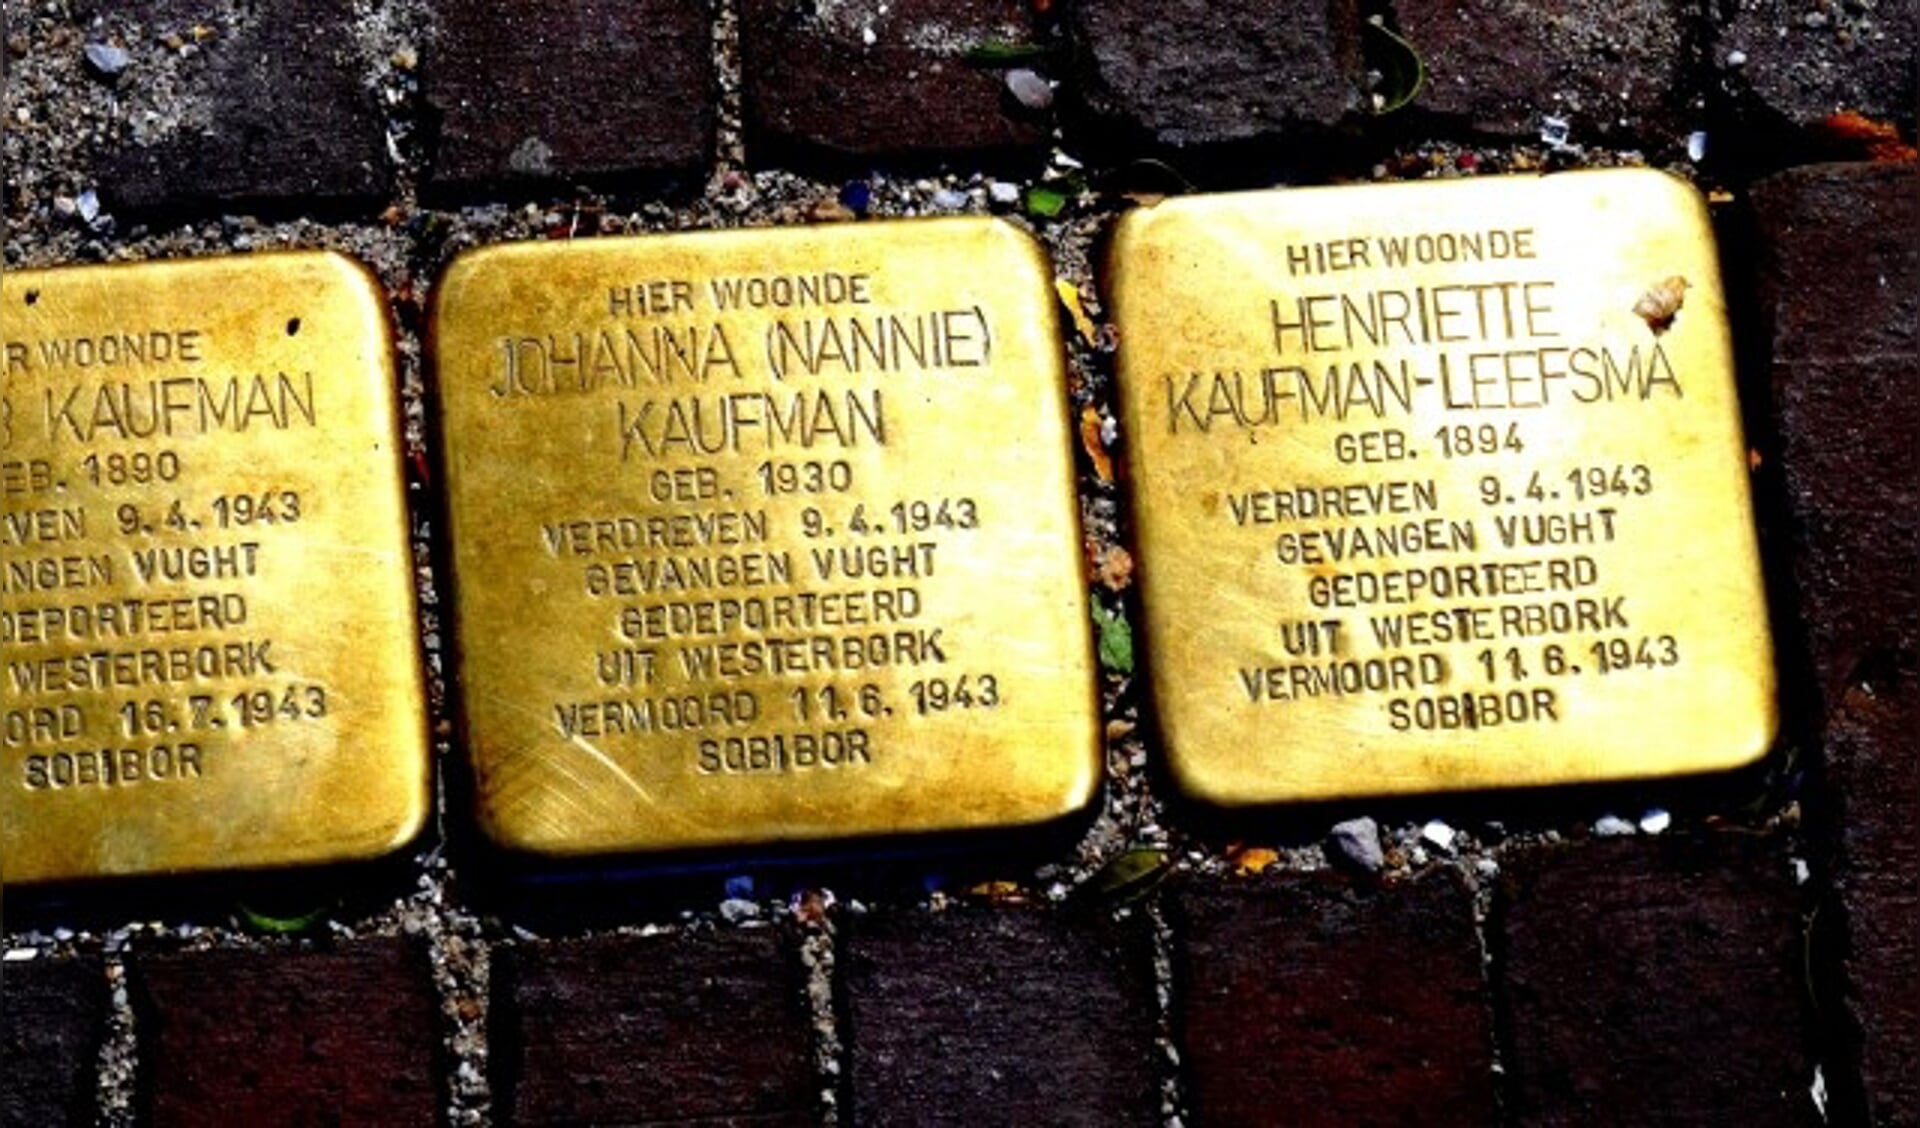 R WOONDE
KAUFMAN
EB. 1890
VEN 9.4.1943
NGEN VUGHT
DEPORTEERD
WESTERBORK
ORD 16.7.1943
SOBIBOR
HIER WOONDE
JOHANNA (NANNIE)
KAUFMAN
GEB. 1930
VERDREVEN 9.4.1943
GEVANGEN VUGHT
GEDEPORTEERD
UIT WESTERBORK
VERMOORD 11.6.1943
SOBIBOR
HIER WOONDE
HENRIETTE
KAUFMAN-LEEFSMA
GEB. 1894
VERDREVEN 9.4.1943
GEVANGEN VUGHT
GEDEPORTEERD
UIT WESTERBORK
VERMOORD 11.6.1943
SOBIBOR